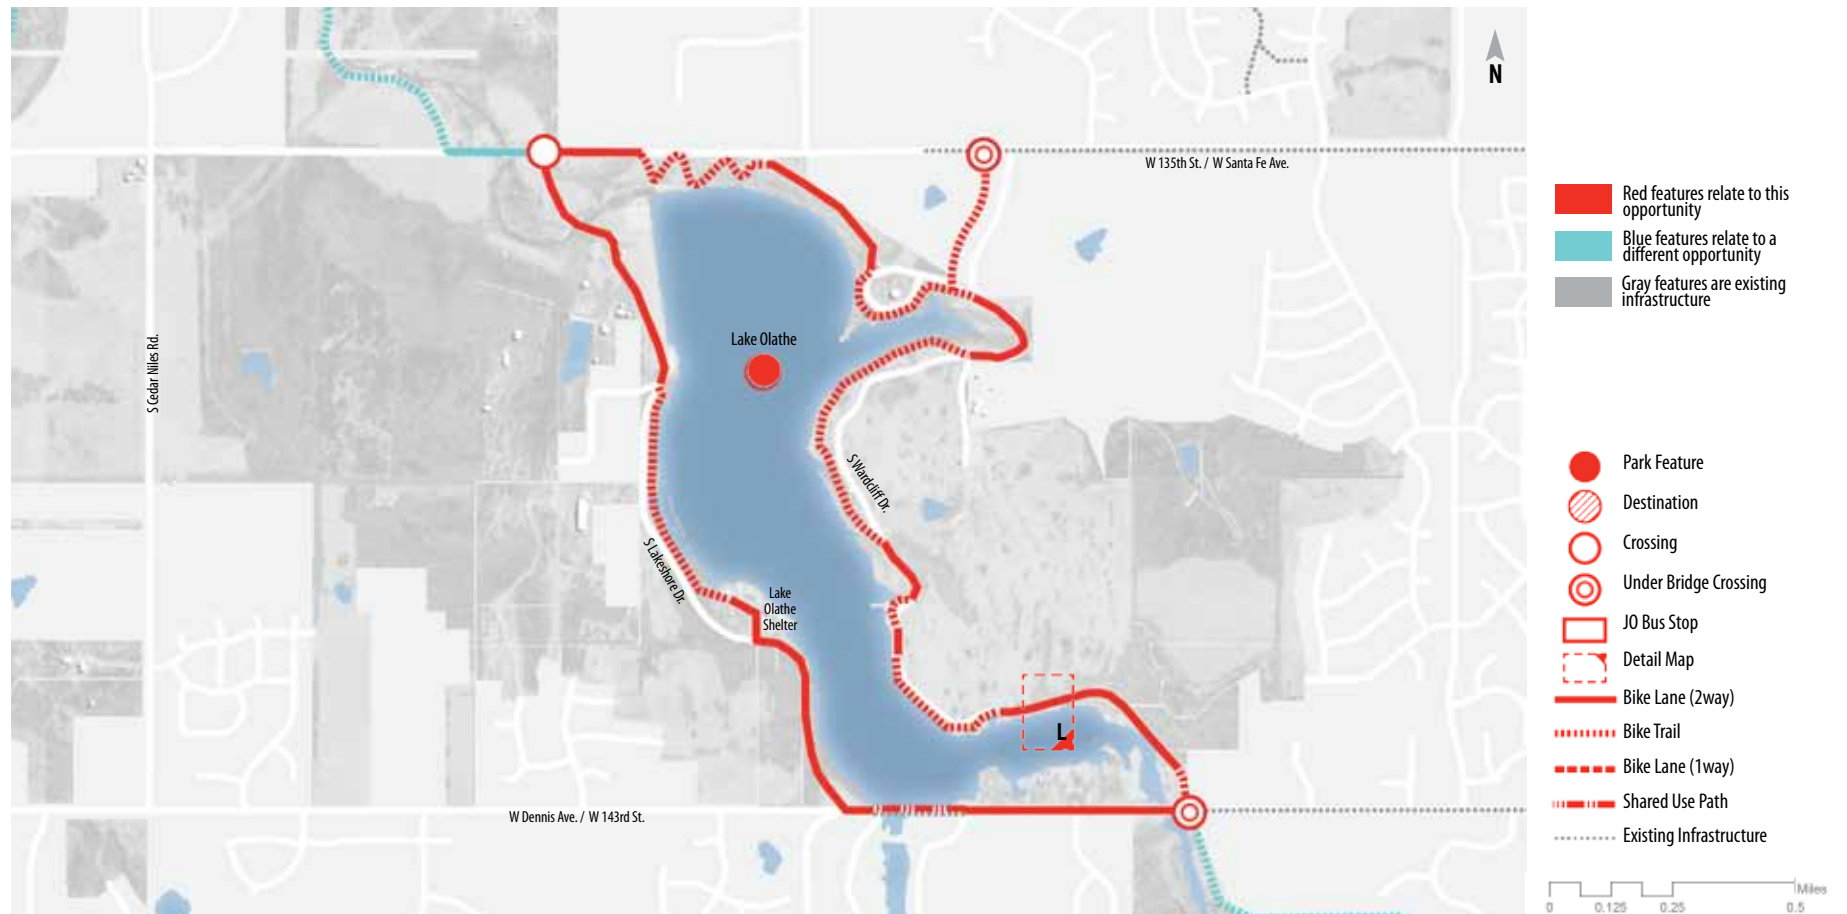 N
W 135th St. / W Santa Fe Ave.
S Cedar Niles Rd.
Lake Olathe
S Wardcliff Dr.
S Lakeshore Dr.
Lake
Olathe
Shelter
L
W Dennis Ave. / W 143rd St.
Red features relate to this
opportunity
Blue features relate to a
different opportunity
Gray features are existing
infrastructure
Park Feature
Destination
Crossing
Under Bridge Crossing
JO Bus Stop
Detail Map
Bike Lane (2way)
Bike Trail
Bike Lane (1way)
Shared Use Path
Existing Infrastructure
Miles
0 0.125 0.25 0.5